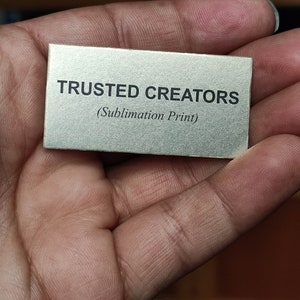 TRUSTED CREATORS
(Sublimation Print)